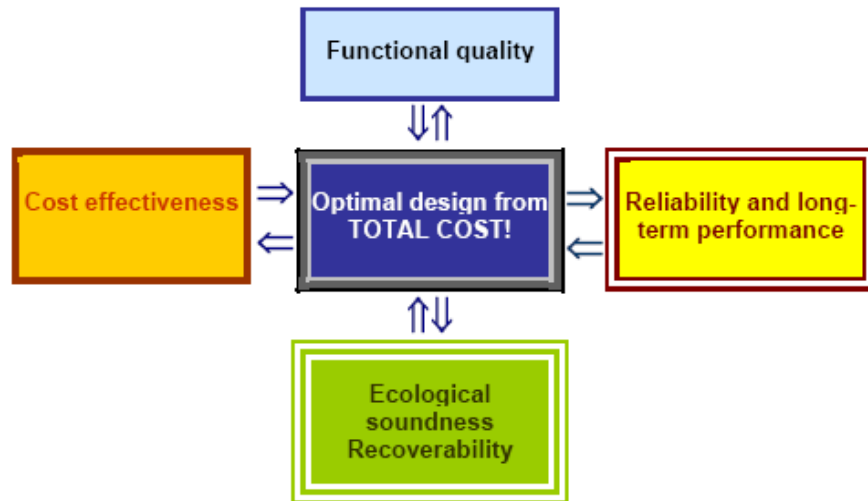 Functional quality
Cost effectiveness
Optimal design from
TOTAL COST!
Reliability and long-
term performance
Ecological
soundness
Recoverability